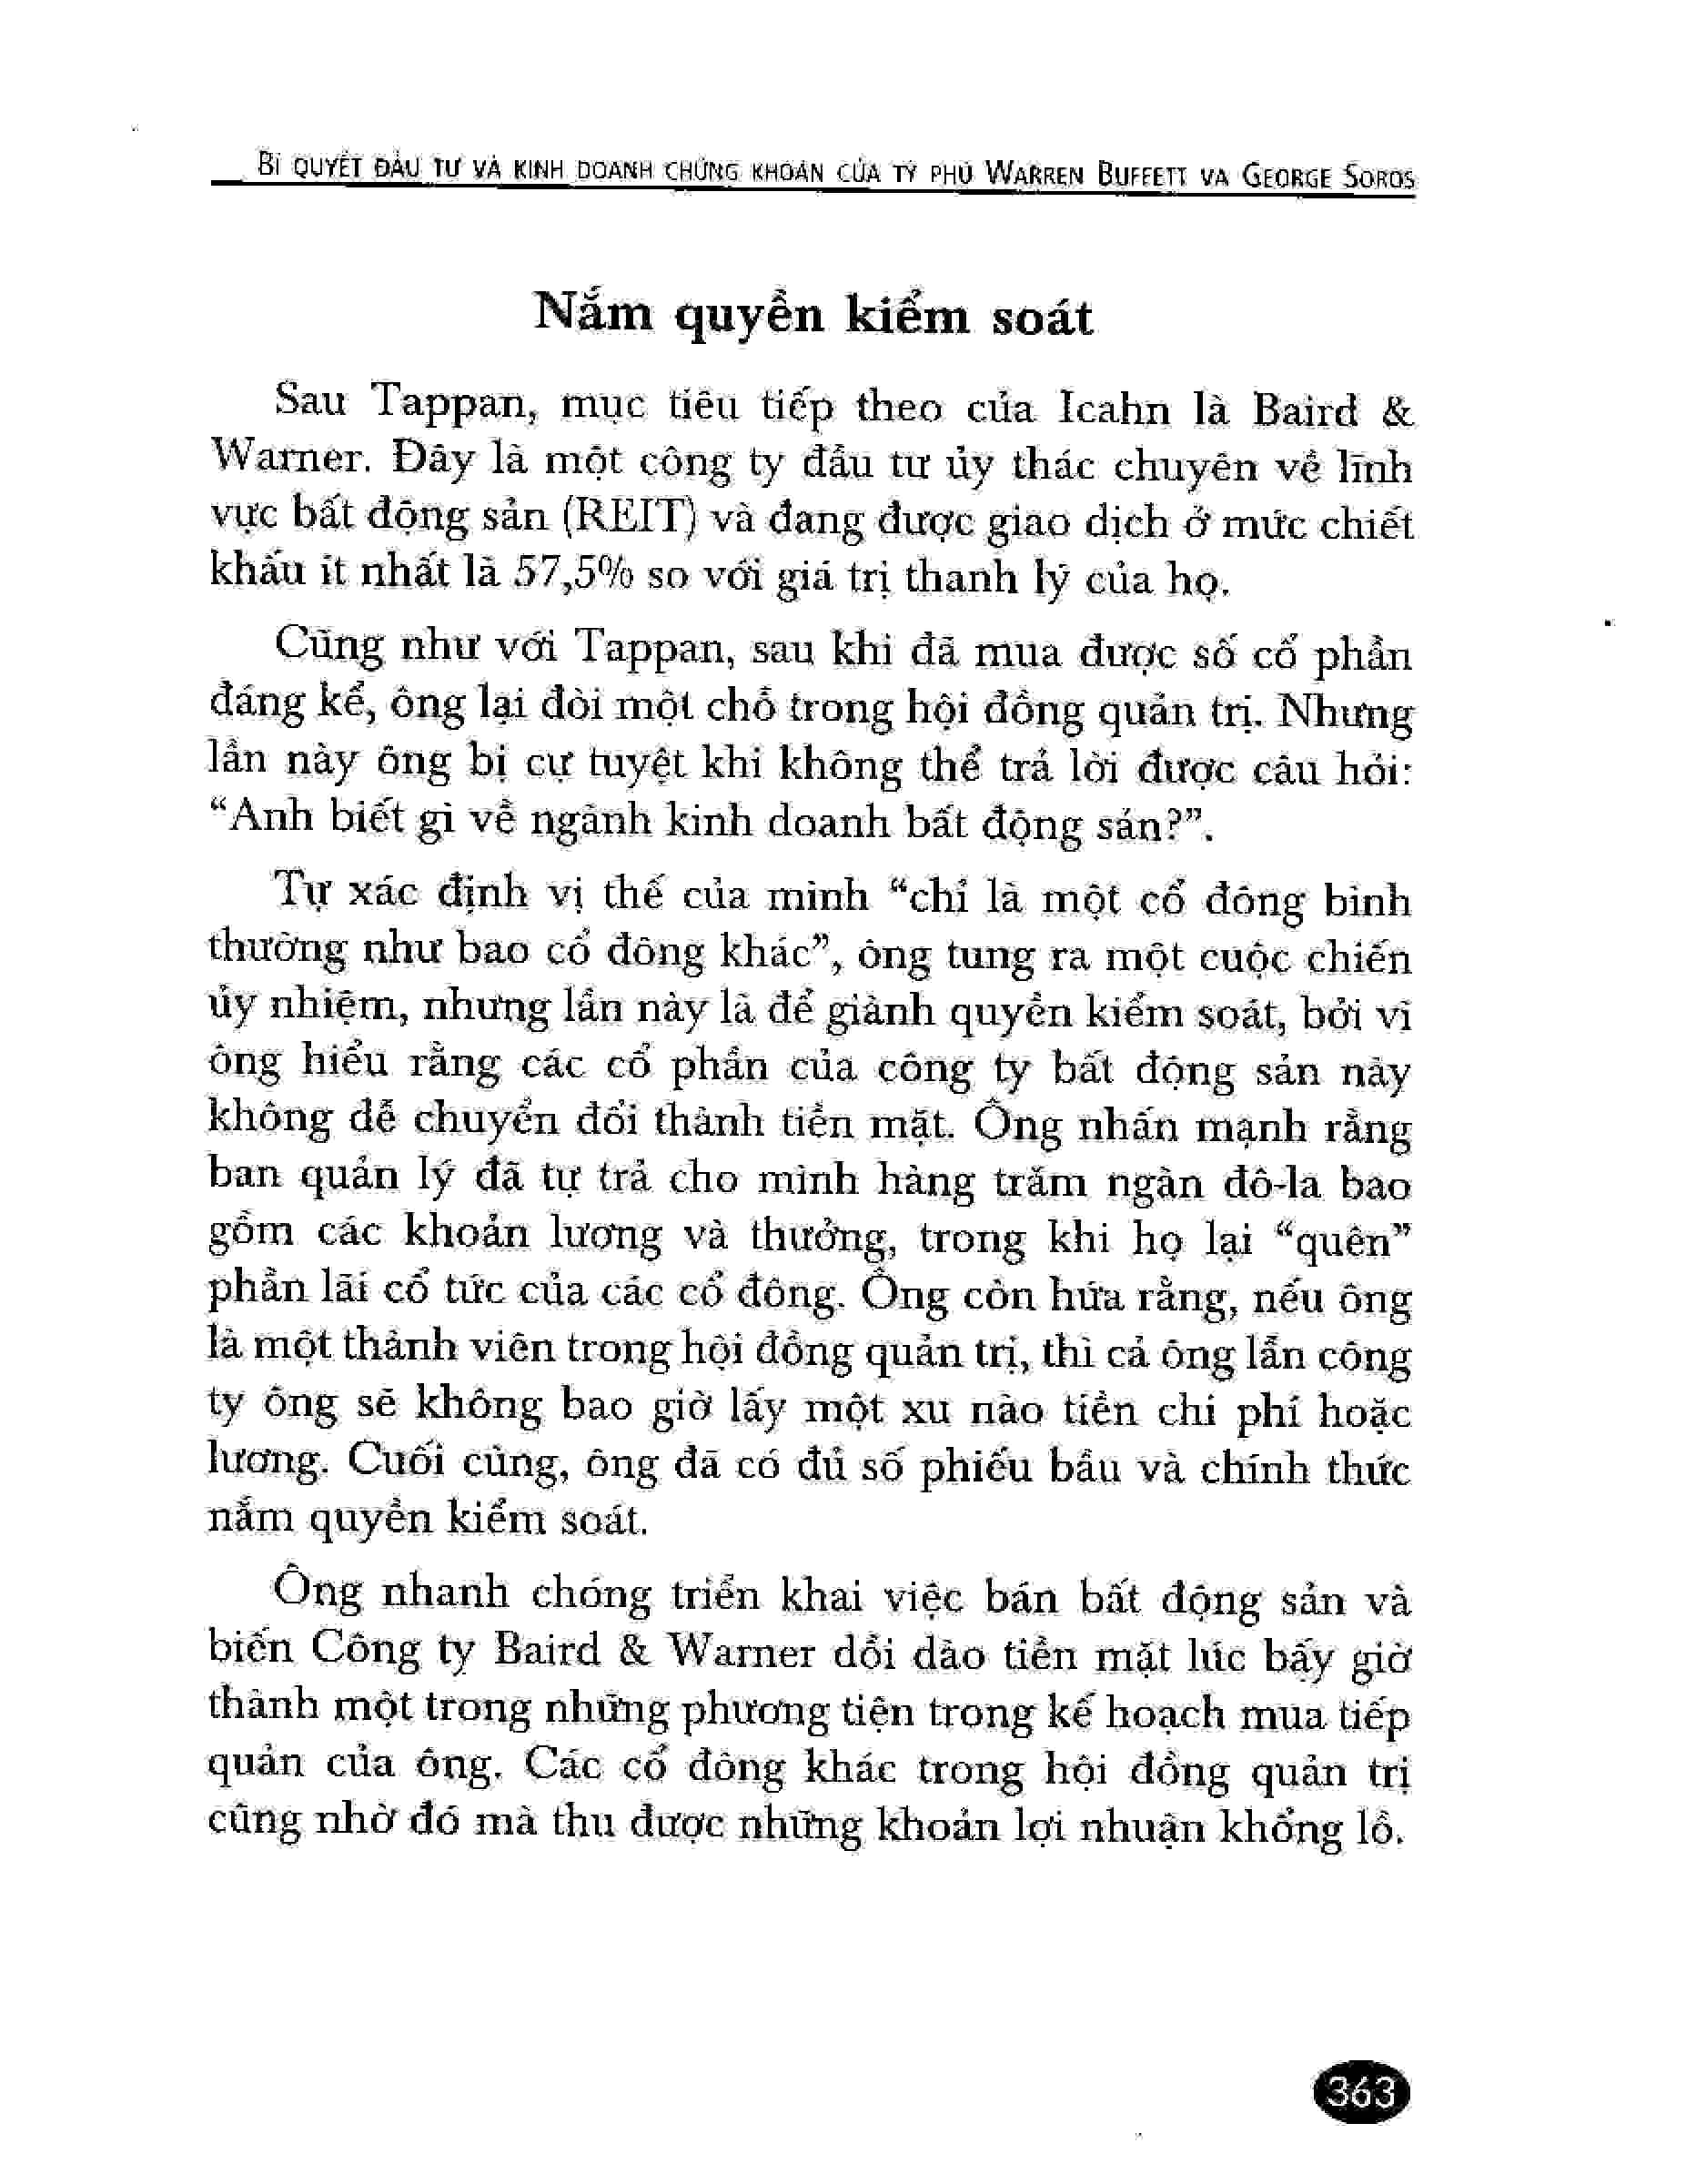 BÍ QUYẾT ĐẦU TƯ VÀ KINH DOANH CHỨNG KHOÁN CỦA TỶ PHÚ WARREN BUFFETT VÀ GEORGE SOROS
Nắm quyền kiểm soát
Sau Tappan, mục tiêu tiếp theo của Icahn là Baird &
Warner. Đây là một công ty đầu tư ủy thác chuyên về lĩnh
vực bất động sản (REIT) và đang được giao dịch ở mức chiết
khấu ít nhất là 57,5% so với giá trị thanh lý của họ.
Cũng như với Tappan, sau khi đã mua được số cổ phần
đáng kể, ông lại đòi một chỗ trong hội đồng quản trị. Nhưng
lần này ông bị cự tuyệt khi không thể trả lời được câu hỏi:
“Anh biết gì về ngành kinh doanh bất động sản?”.
Tự xác định vị thế của mình “chỉ là một cổ đông bình
thường như bao cổ đông khác”, ông tung ra một cuộc chiến
ủy nhiệm, nhưng lần này là để giành quyền kiểm soát, bởi vì
ông hiểu rằng các cổ phần của công ty bất động sản này
không dễ chuyển đổi thành tiền mặt. Ông nhấn mạnh rằng
ban quản lý đã tự trả cho mình hàng trăm ngàn đô-la bao
gồm các khoản lương và thưởng, trong khi họ lại “quên”
phần lãi cổ tức của các cổ đông. Ông còn hứa rằng, nếu ông
là một thành viên trong hội đồng quản trị, thì cả ông lẫn công
ty ông sẽ không bao giờ lấy một xu nào tiền chi phí hoặc
lương. Cuối cùng, ông đã có đủ số phiếu bầu và chính thức
nắm quyền kiểm soát.
Ông nhanh chóng triển khai việc bán bất động sản và
biến Công ty Baird & Warner dồi dào tiền mặt lúc bấy giờ
thành một trong những phương tiện trong kế hoạch mua tiếp
quản của ông. Các cổ đông khác trong hội đồng quản trị
cũng nhờ đó mà thu được những khoản lợi nhuận khổng lồ.
363